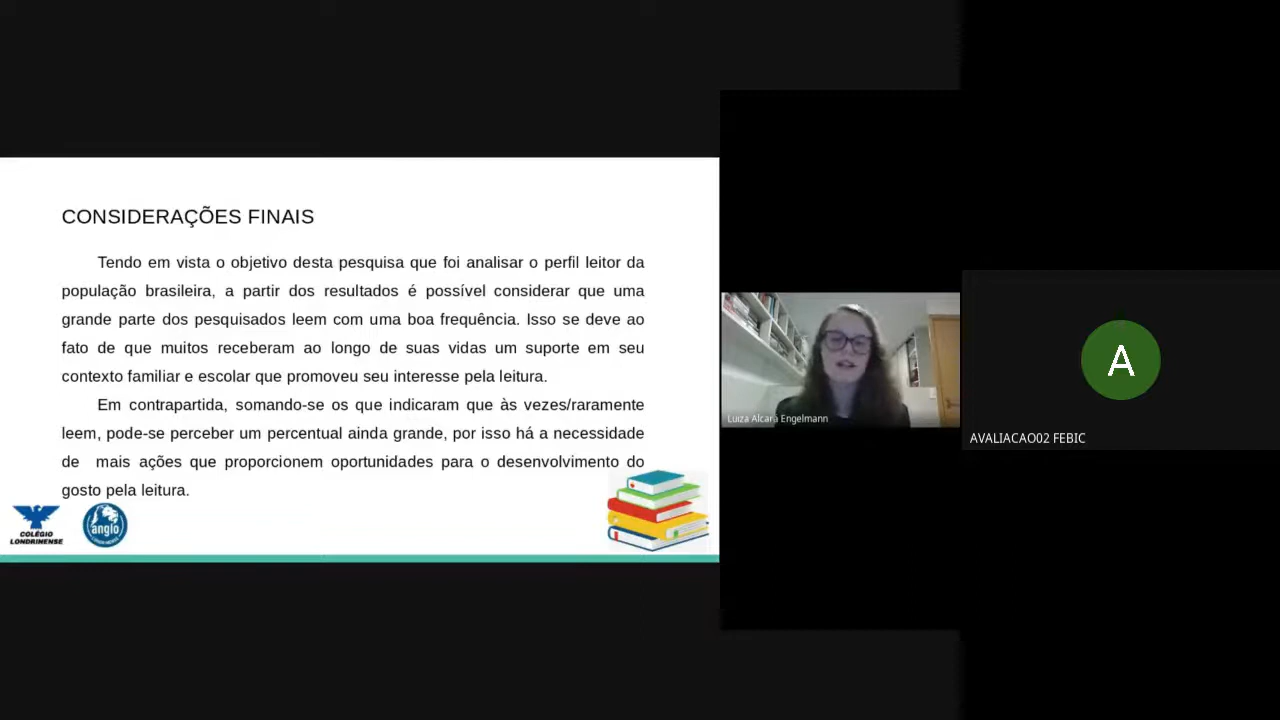 CONSIDERAÇÕES FINAIS
Tendo em vista o objetivo desta pesquisa que foi analisar o perfil leitor da
população brasileira, a partir dos resultados é possível considerar que uma
grande parte dos pesquisados leem com uma boa frequência. Isso se deve ao
fato de que muitos receberam ao longo de suas vidas um suporte em seu
contexto familiar e escolar que promoveu seu interesse pela leitura.
Em contrapartida, somando-se os que indicaram que às vezes/raramente
leem, pode-se perceber um percentual ainda grande, por isso há a necessidade
de mais ações que proporcionem oportunidades para o desenvolvimento do
gosto pela leitura.
COLÉGIO
LONDRINENSE
anglo
Luiza Alcará Engelmann
A
AVALIACAO02 FEBIC